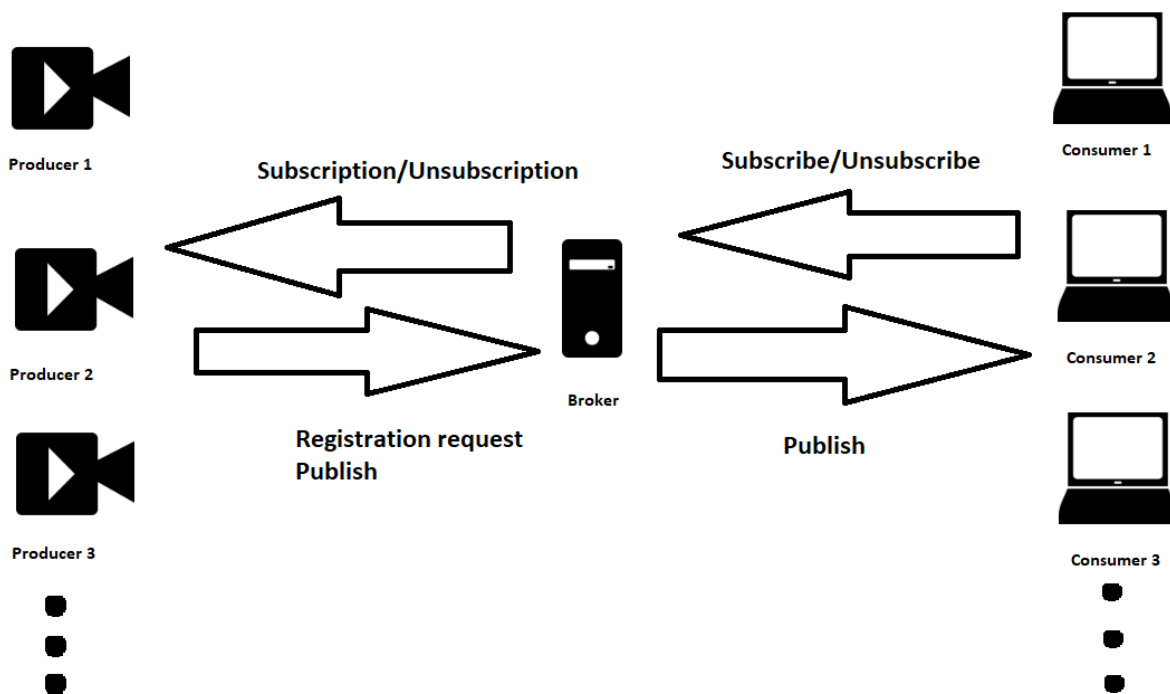 Producer 1
Consumer 1
Subscription/Unsubscription
Subscribe/Unsubscribe
Producer 2
Consumer 2
Broker
Registration request
Publish
Publish
Producer 3
Consumer 3